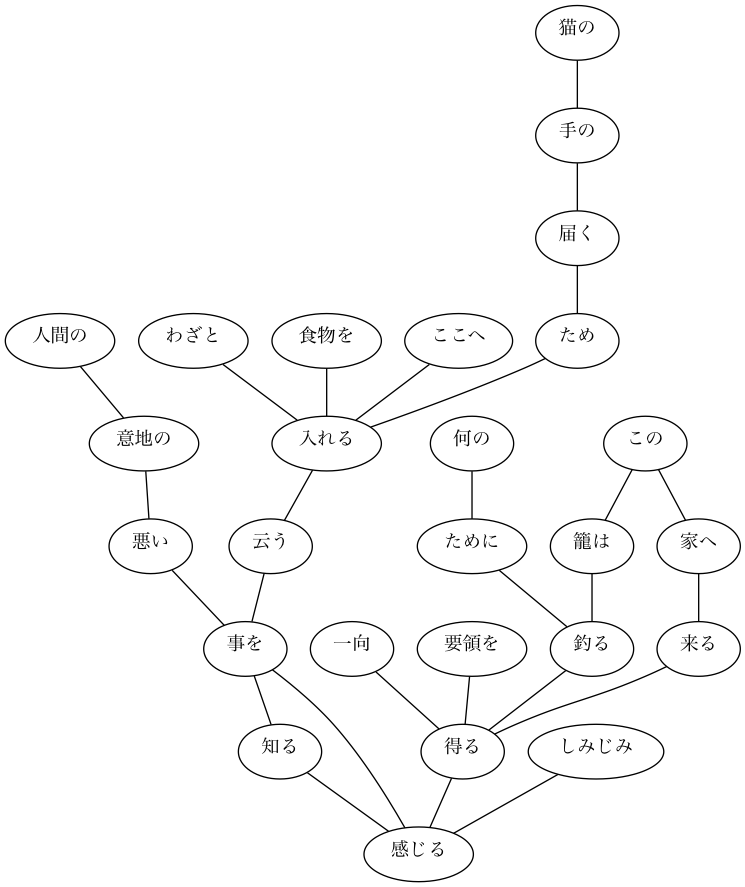 猫の
手の
届く
人間の
わざと
食物を
ここへ
ため
意地の
入れる
何の
この
悪い
云う
ために
籠は
家へ
事を
一向
要領を
釣る
来る
知る
得る
しみじみ
感じる